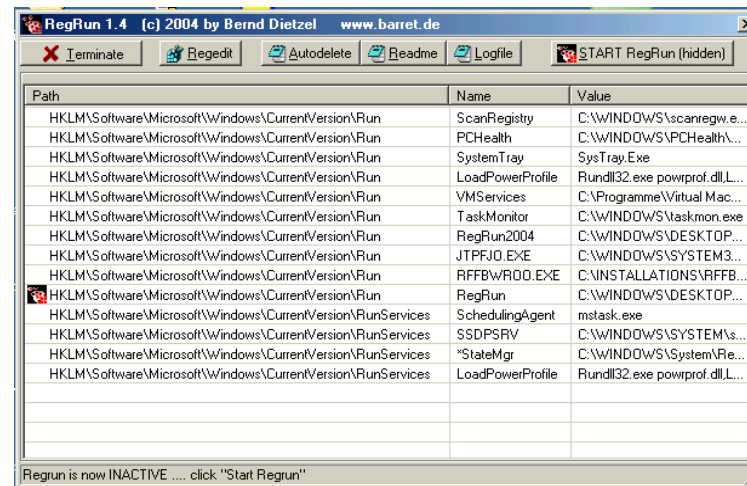 RegRun 1.4 (c) 2004 by Bernd Dietzel www.barret.de
Terminate Regedit Autodelete Readme Logfile START RegRun (hidden)
Path Name Value
HKLM\Software\Microsoft\Windows\CurrentVersion\Run ScanRegistry C:\WINDOWS\scanregw.e...
HKLM\Software\Microsoft\Windows\CurrentVersion\Run PCHealth C:\WINDOWS\PCHealth\...
HKLM\Software\Microsoft\Windows\CurrentVersion\Run SystemTray SysTray.Exe
HKLM\Software\Microsoft\Windows\CurrentVersion\Run LoadPowerProfile Rundll32.exe powrprof.dll,L...
HKLM\Software\Microsoft\Windows\CurrentVersion\Run VMServices C:\Programme\Virtual Mac...
HKLM\Software\Microsoft\Windows\CurrentVersion\Run TaskMonitor C:\WINDOWS\taskmon.exe
HKLM\Software\Microsoft\Windows\CurrentVersion\Run RegRun2004 C:\WINDOWS\DESKTOP...
HKLM\Software\Microsoft\Windows\CurrentVersion\Run JTPFJO.EXE C:\WINDOWS\SYSTEM3...
HKLM\Software\Microsoft\Windows\CurrentVersion\Run RFFBWROO.EXE C:\INSTALLATIONS\RFFB...
HKLM\Software\Microsoft\Windows\CurrentVersion\Run RegRun C:\WINDOWS\DESKTOP...
HKLM\Software\Microsoft\Windows\CurrentVersion\RunServices SchedulingAgent mstask.exe
HKLM\Software\Microsoft\Windows\CurrentVersion\RunServices SSDPSRV C:\WINDOWS\SYSTEM\s...
HKLM\Software\Microsoft\Windows\CurrentVersion\RunServices *StateMgr C:\WINDOWS\System\Re...
HKLM\Software\Microsoft\Windows\CurrentVersion\RunServices LoadPowerProfile Rundll32.exe powrprof.dll,L...
Regrun is now INACTIVE .... click "Start Regrun"